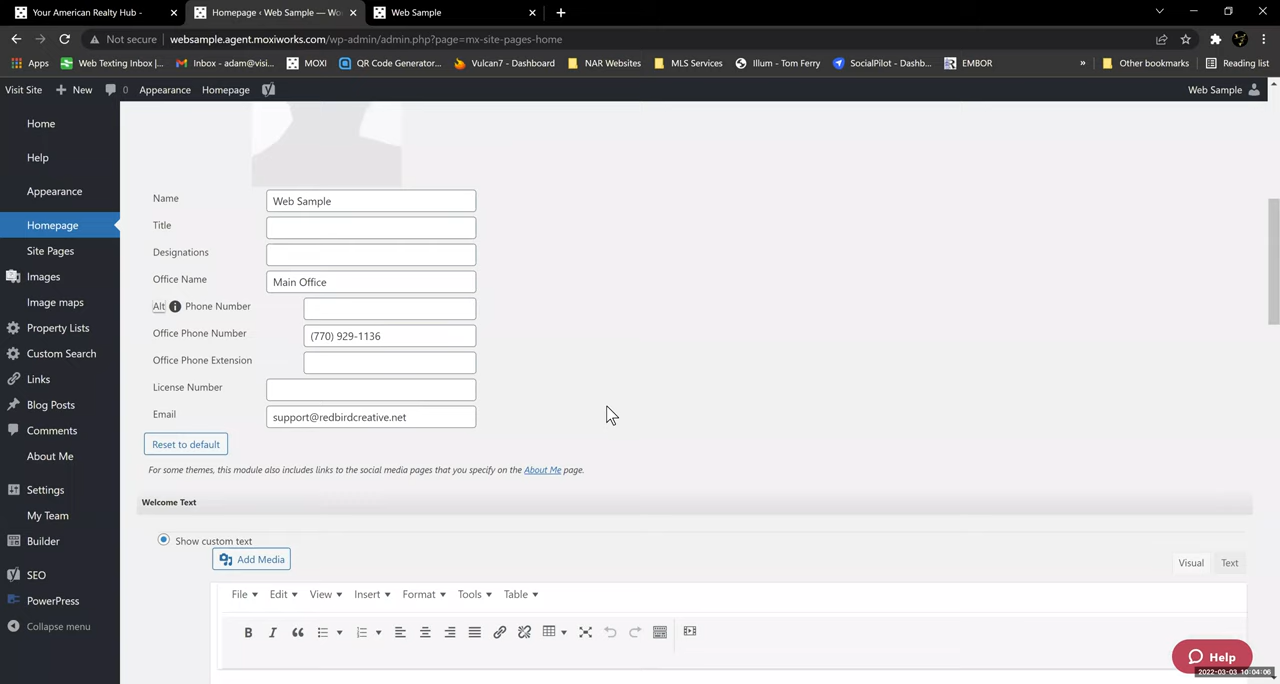 Your American Realty Hub -
Homepage ‹ Web Sample — Wo
Web Sample
Not secure websample.agent.moxiworks.com/wp-admin/admin.php?page=mx-site-pages-home
Apps Web Texting Inbox |... Inbox - adam@visi... MOXI QR Code Generator... Vulcan7 - Dashboard NAR Websites MLS Services Illum - Tom Ferry SocialPilot - Dashb... EMBOR » Other bookmarks Reading list
Visit Site New 0 Appearance Homepage Web Sample
Home
Help
Appearance
Homepage
Site Pages
Images
Image maps
Property Lists
Custom Search
Links
Blog Posts
Comments
About Me
Settings
My Team
Builder
SEO
PowerPress
Collapse menu
Name Web Sample
Title
Designations
Office Name Main Office
Alt Phone Number
Office Phone Number (770) 929-1136
Office Phone Extension
License Number
Email support@redbirdcreative.net
Reset to default
For some themes, this module also includes links to the social media pages that you specify on the About Me page.
Welcome Text
Show custom text
Add Media
Visual Text
File Edit View Insert Format Tools Table
B I
Help
2022-03-03 10:04:06